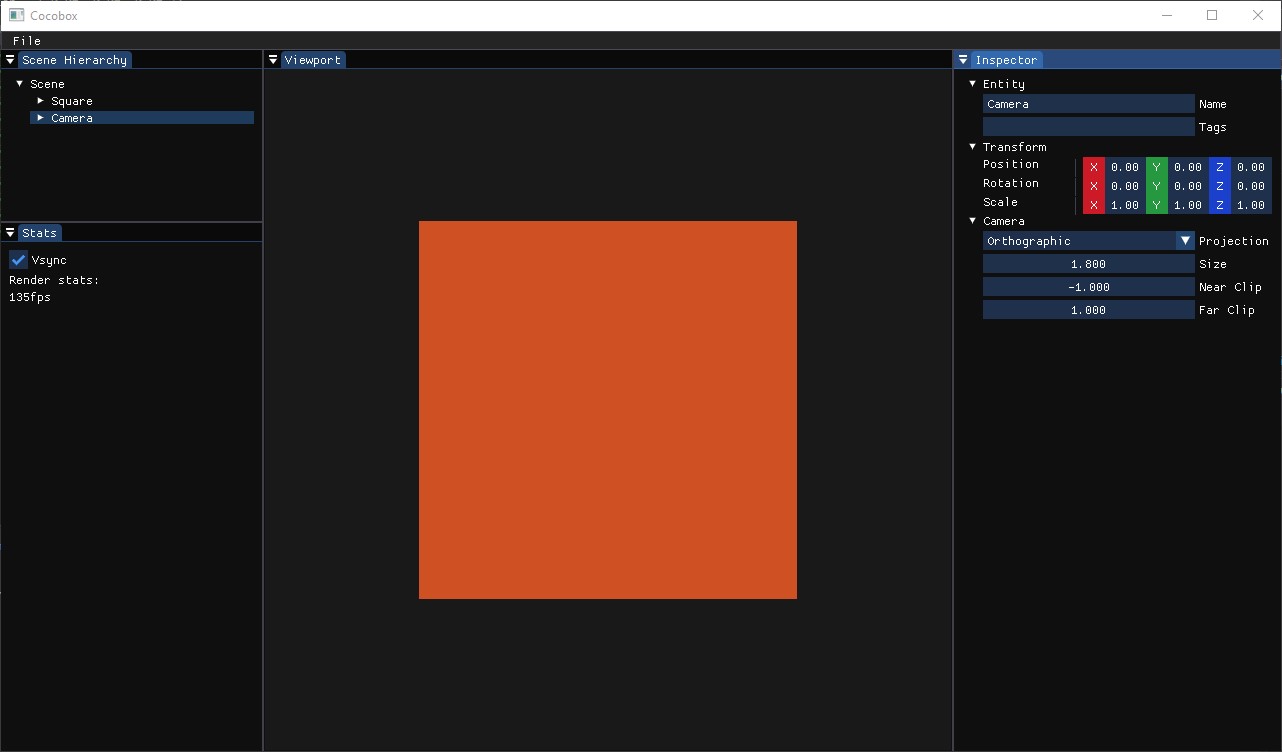 Cocobox
File
Scene Hierarchy
Scene
Square
Camera
Stats
Vsync
Render stats:
135fps
Viewport
Inspector
Entity
Camera Name
Tags
Transform
Position X 0.00 Y 0.00 Z 0.00
Rotation X 0.00 Y 0.00 Z 0.00
Scale X 1.00 Y 1.00 Z 1.00
Camera
Orthographic Projection
1.800 Size
-1.000 Near Clip
1.000 Far Clip